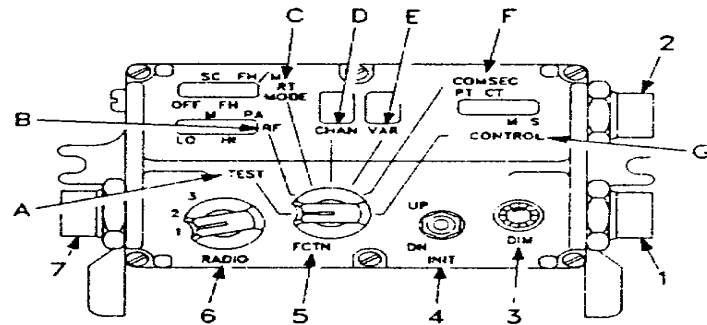 C D E F
2
SC FH/M RT MODE COMSEC
PT CT
OFF FH
M PA RF CHAN VAR M S
B
LO HI CONTROL
G
TEST
A
3
2
1
UP
DN
7 RADIO FCTN INIT DIM 1
6 5 4 3